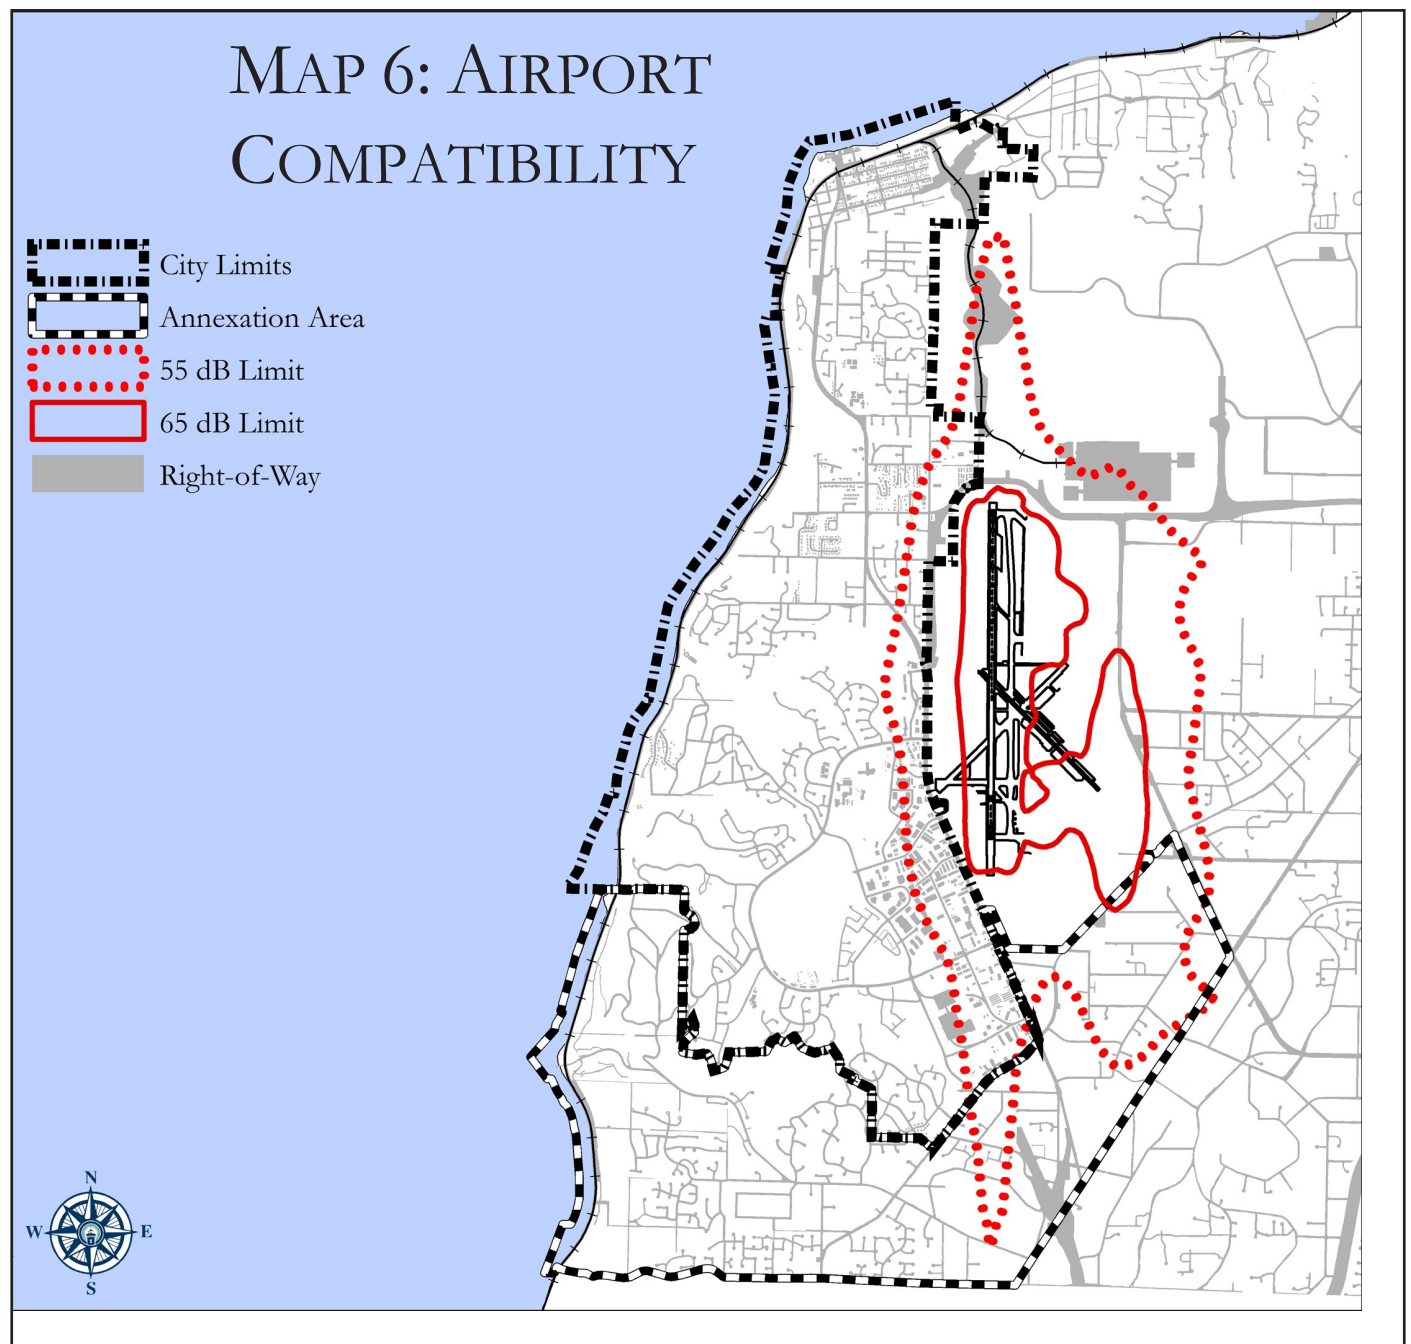 MAP 6: AIRPORT
COMPATIBILITY
City Limits
Annexation Area
55 dB Limit
65 dB Limit
Right-of-Way
N
W E
S